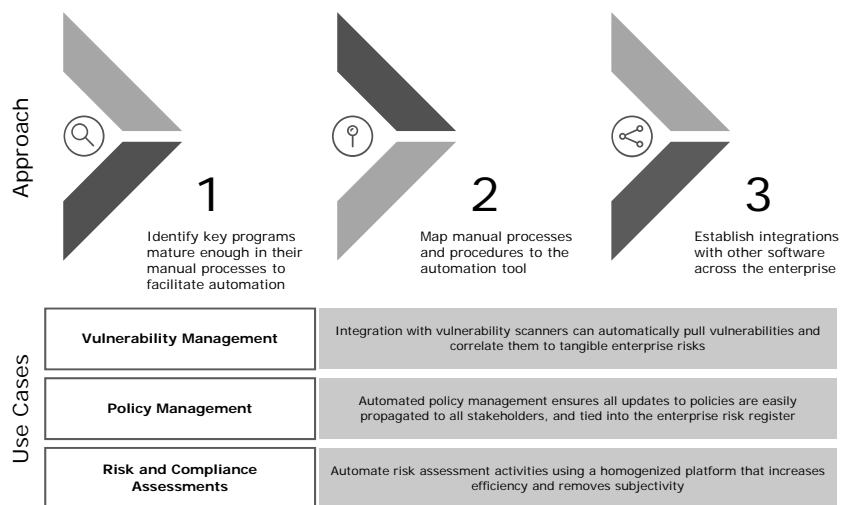 Approach
1
Identify key programs
mature enough in their
manual processes to
facilitate automation
2
Map manual processes
and procedures to the
automation tool
3
Establish integrations
with other software
across the enterprise
Use Cases
Vulnerability Management
Integration with vulnerability scanners can automatically pull vulnerabilities and
correlate them to tangible enterprise risks
Policy Management
Automated policy management ensures all updates to policies are easily
propagated to all stakeholders, and tied into the enterprise risk register
Risk and Compliance
Assessments
Automate risk assessment activities using a homogenized platform that increases
efficiency and removes subjectivity